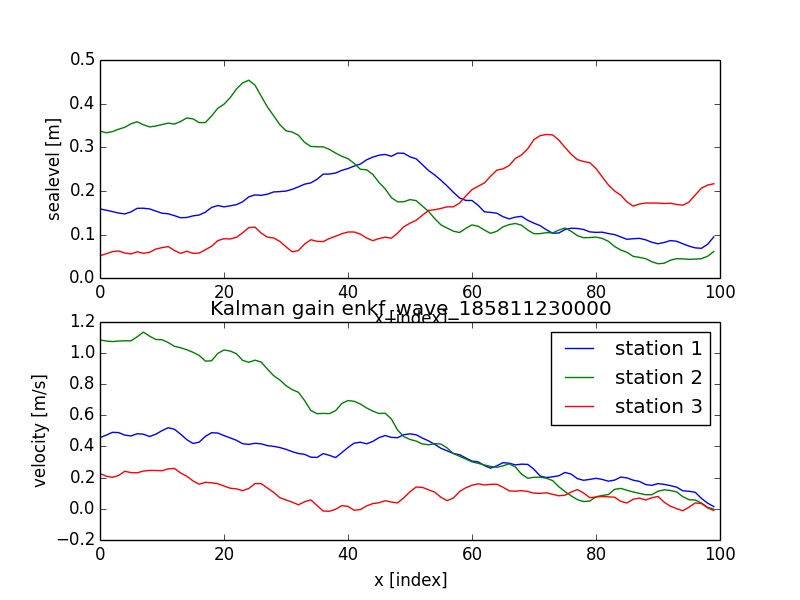 0.5
0.4
0.3
0.2
0.1
0.0
sealevel [m]
0 20 40 60 80 100
x [index]
Kalman gain enkf_wave_185811230000
1.2
1.0
0.8
0.6
0.4
0.2
0.0
−0.2
velocity [m/s]
station 1
station 2
station 3
0 20 40 60 80 100
x [index]